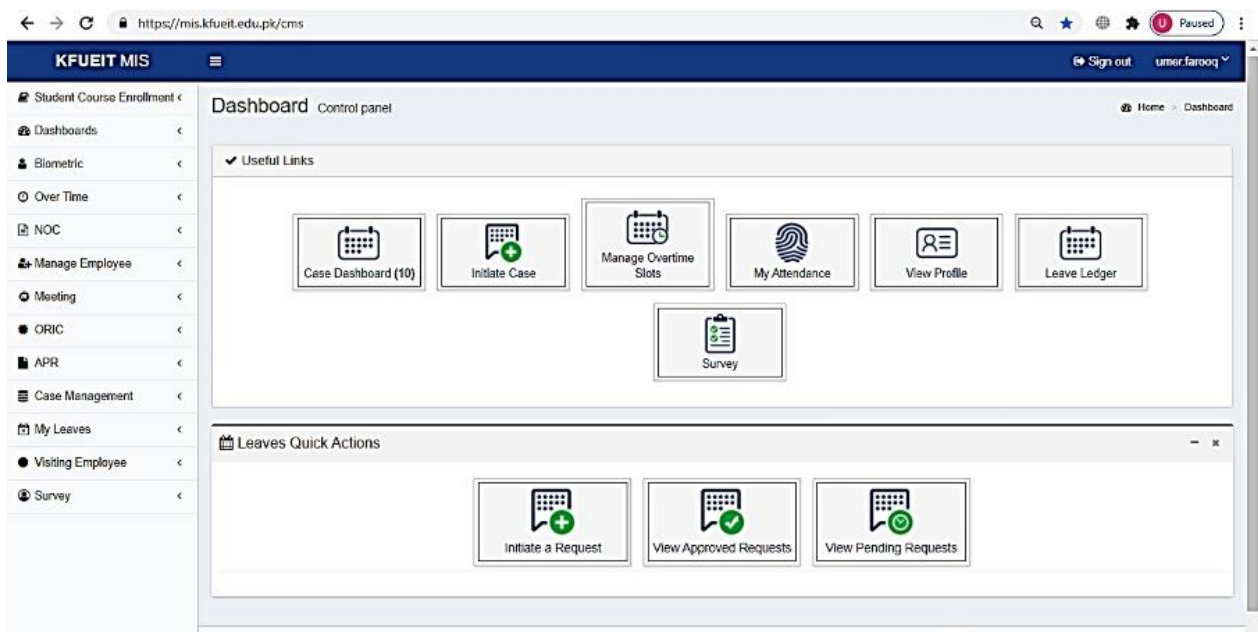 https://mis.kfueit.edu.pk/cms
U Paused
KFUEIT MIS
Sign out umer.farooq
Student Course Enrollment
Dashboards
Biometric
Over Time
NOC
Manage Employee
Meeting
ORIC
APR
Case Management
My Leaves
Visiting Employee
Survey
Dashboard Control panel
Home > Dashboard
Useful Links
Case Dashboard (10)
Initiate Case
Manage Overtime
Slots
My Attendance
View Profile
Leave Ledger
Survey
Leaves Quick Actions
Initiate a Request
View Approved Requests
View Pending Requests